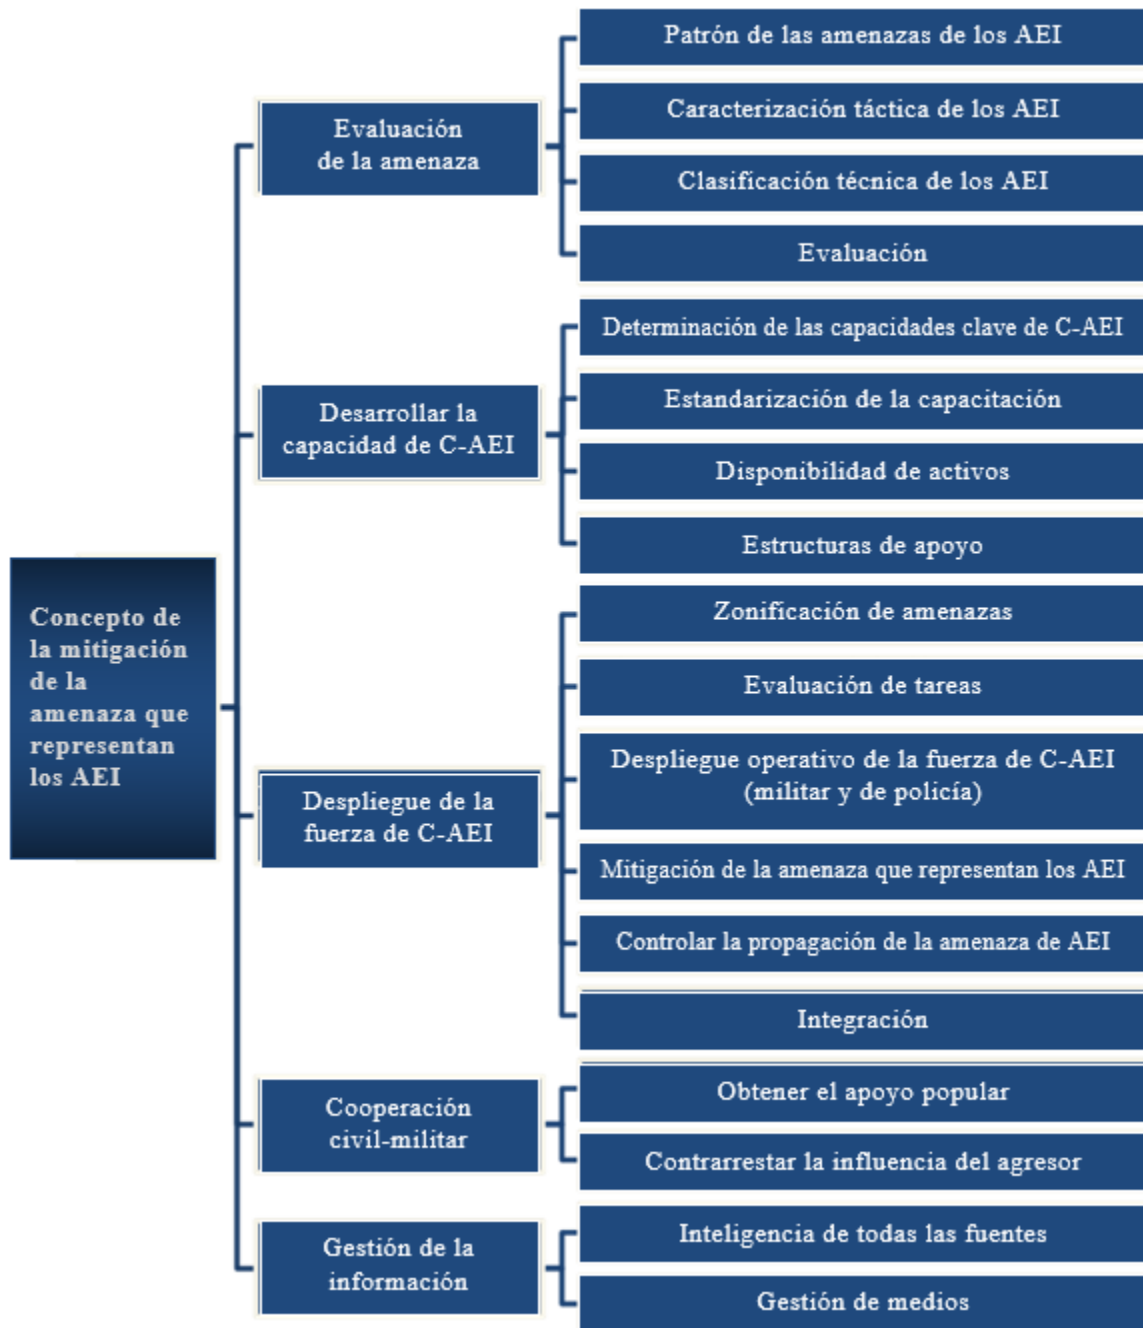 Concepto de
la mitigación
de la
amenaza que
representan
los AEI
Evaluación
de la amenaza
Patrón de las amenazas de los AEI
Caracterización táctica de los AEI
Clasificación técnica de los AEI
Evaluación
Desarrollar la
capacidad de C-AEI
Determinación de las capacidades clave de C-AEI
Estandarización de la capacitación
Disponibilidad de activos
Estructuras de apoyo
Despliegue de la
fuerza de C-AEI
Zonificación de amenazas
Evaluación de tareas
Despliegue operativo de la fuerza de C-AEI
(militar y de policía)
Mitigación de la amenaza que representan los AEI
Controlar la propagación de la amenaza de AEI
Integración
Cooperación
civil-militar
Obtener el apoyo popular
Contrarrestar la influencia del agresor
Gestión de la
información
Inteligencia de todas las fuentes
Gestión de medios